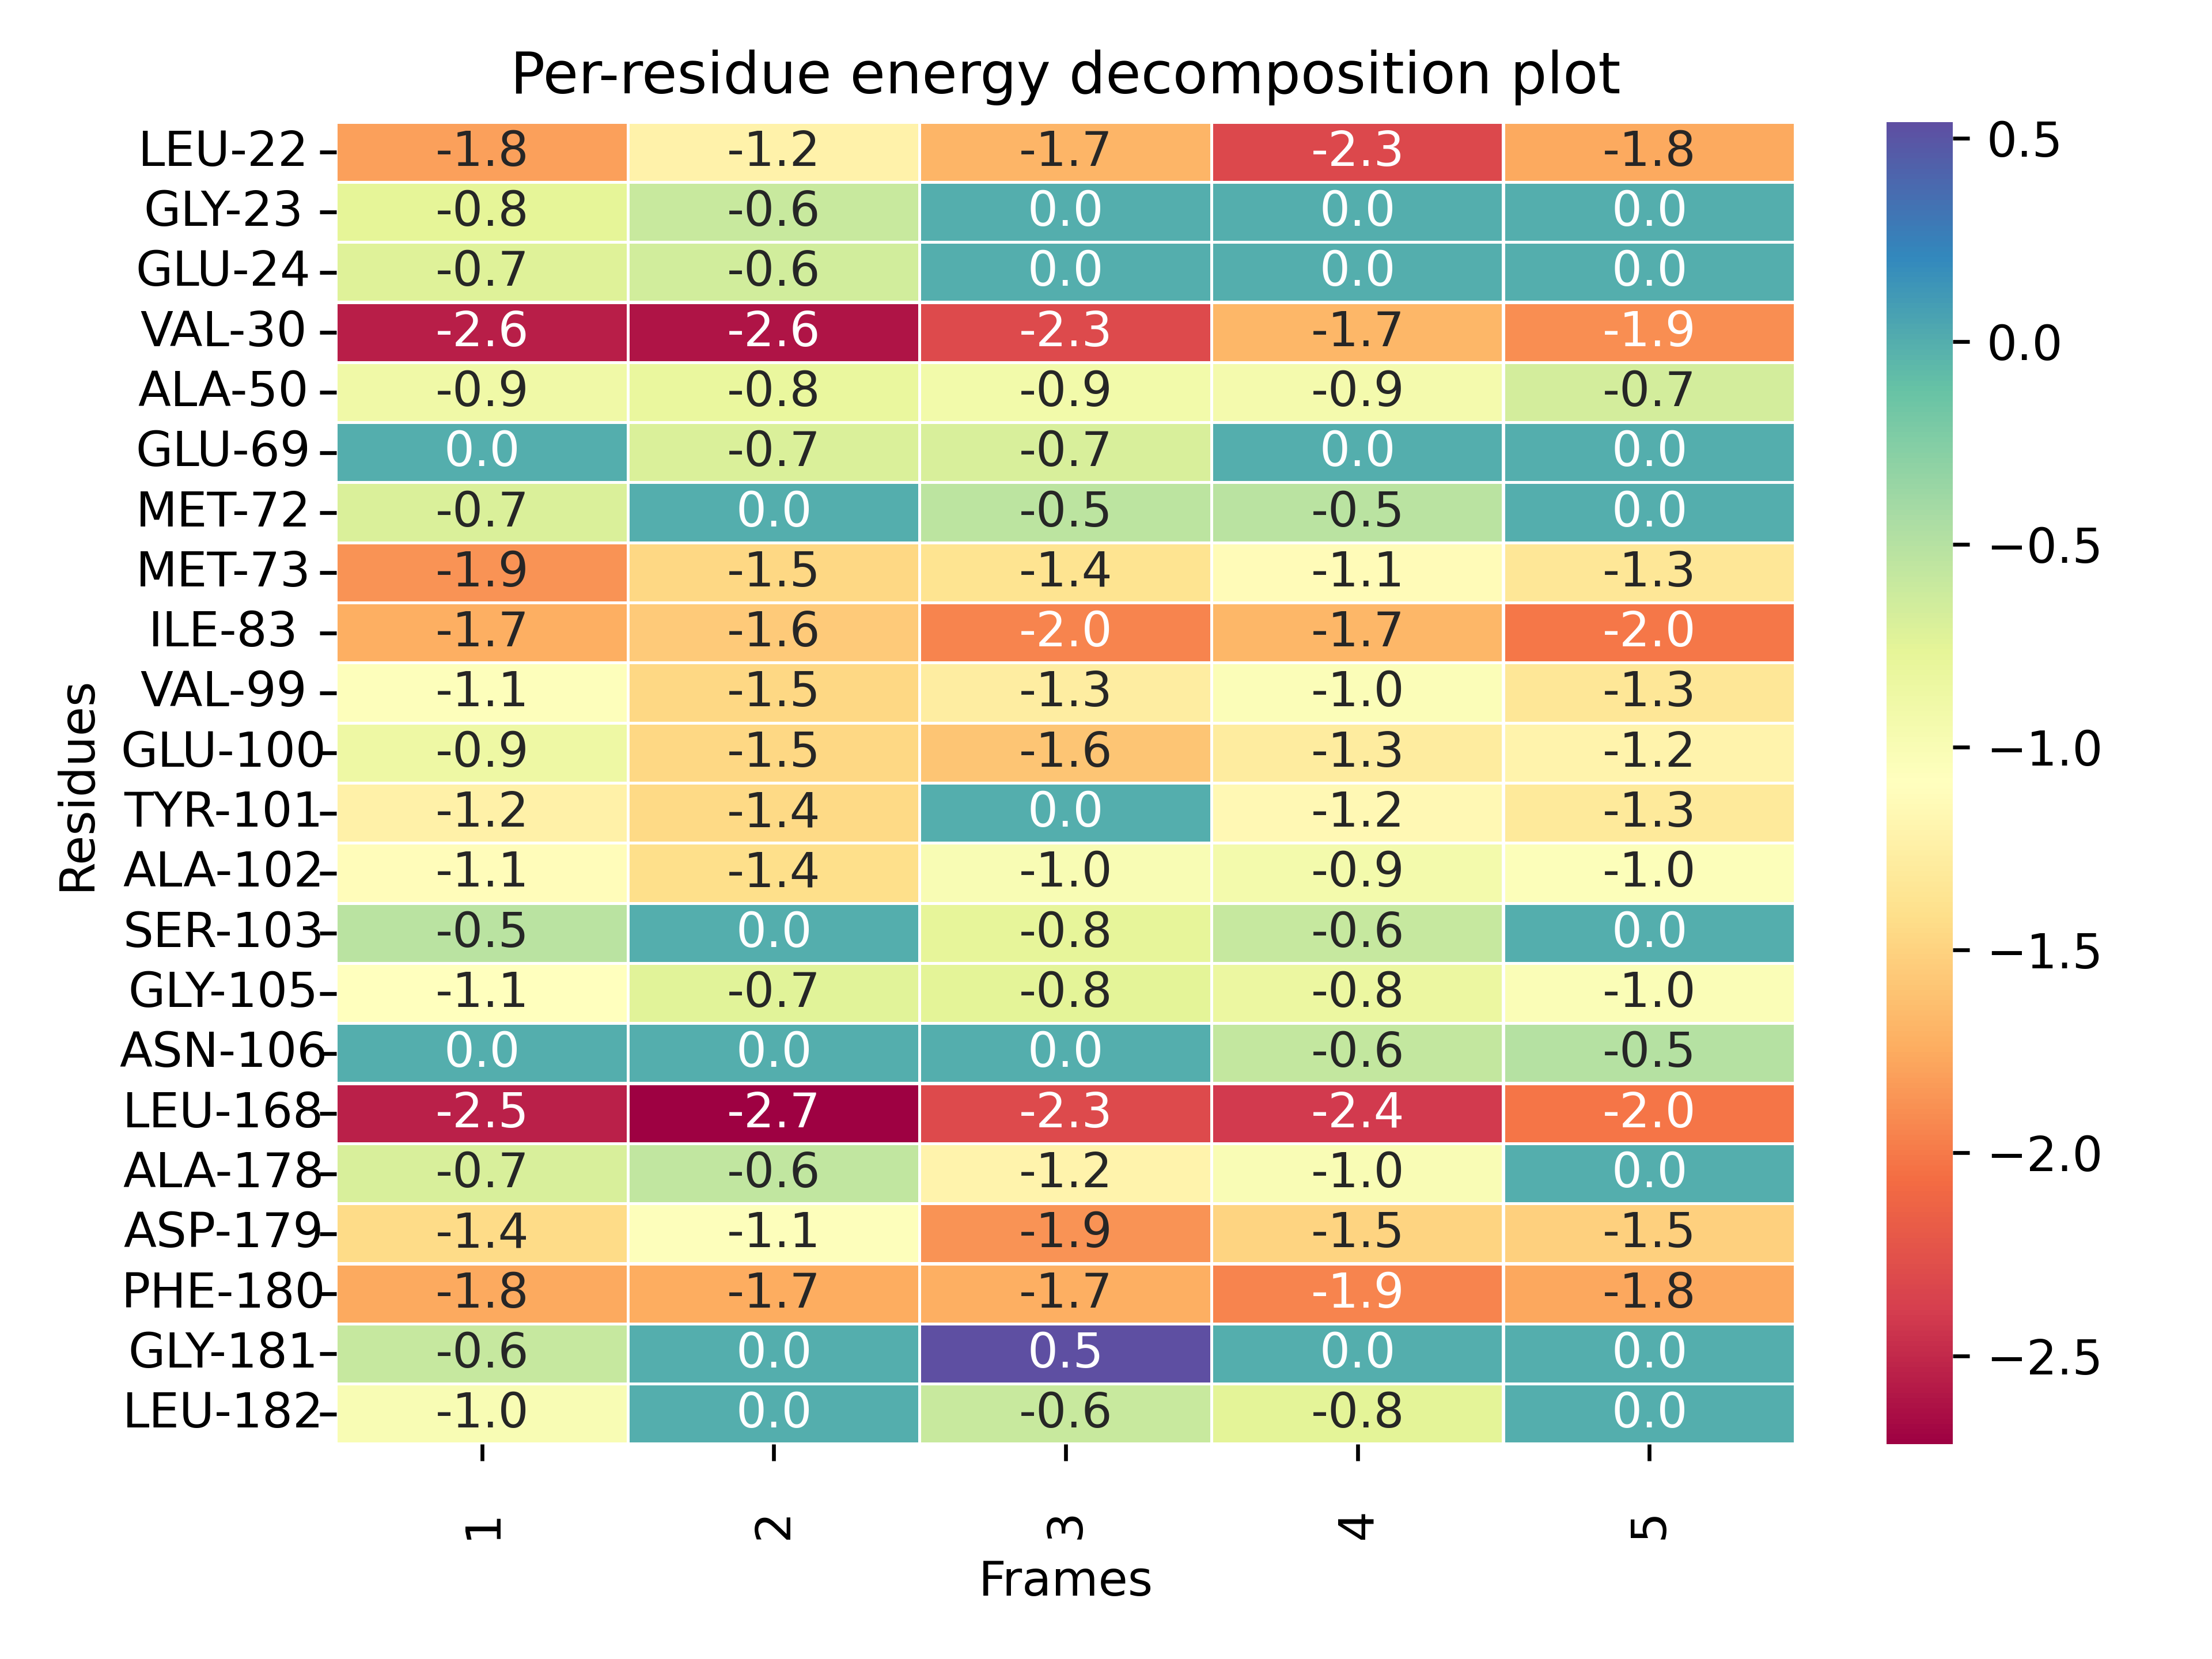 Per-residue energy decomposition plot
LEU-22 -1.8 -1.2 -1.7 -2.3 -1.8
GLY-23 -0.8 -0.6 0.0 0.0 0.0
GLU-24 -0.7 -0.6 0.0 0.0 0.0
VAL-30 -2.6 -2.6 -2.3 -1.7 -1.9
ALA-50 -0.9 -0.8 -0.9 -0.9 -0.7
GLU-69 0.0 -0.7 -0.7 0.0 0.0
MET-72 -0.7 0.0 -0.5 -0.5 0.0
MET-73 -1.9 -1.5 -1.4 -1.1 -1.3
ILE-83 -1.7 -1.6 -2.0 -1.7 -2.0
VAL-99 -1.1 -1.5 -1.3 -1.0 -1.3
GLU-100 -0.9 -1.5 -1.6 -1.3 -1.2
TYR-101 -1.2 -1.4 0.0 -1.2 -1.3
ALA-102 -1.1 -1.4 -1.0 -0.9 -1.0
SER-103 -0.5 0.0 -0.8 -0.6 0.0
GLY-105 -1.1 -0.7 -0.8 -0.8 -1.0
ASN-106 0.0 0.0 0.0 -0.6 -0.5
LEU-168 -2.5 -2.7 -2.3 -2.4 -2.0
ALA-178 -0.7 -0.6 -1.2 -1.0 0.0
ASP-179 -1.4 -1.1 -1.9 -1.5 -1.5
PHE-180 -1.8 -1.7 -1.7 -1.9 -1.8
GLY-181 -0.6 0.0 0.5 0.0 0.0
LEU-182 -1.0 0.0 -0.6 -0.8 0.0
1 2 3 4 5
Frames
Residues
0.5
0.0
−0.5
−1.0
−1.5
−2.0
−2.5